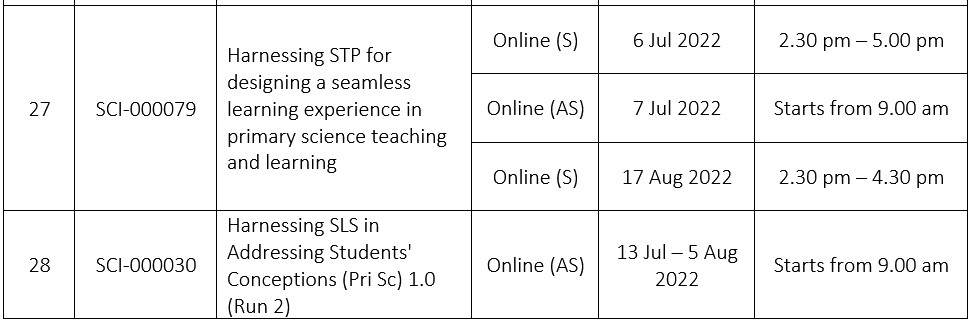 27
SCI-000079
Harnessing STP for
designing a seamless
learning experience in
primary science teaching
and learning
Online (S)
6 Jul 2022
2.30 pm – 5.00 pm
Online (AS)
7 Jul 2022
Starts from 9.00 am
Online (S)
17 Aug 2022
2.30 pm – 4.30 pm
28
SCI-000030
Harnessing SLS in
Addressing Students'
Conceptions (Pri Sc) 1.0
(Run 2)
Online (AS)
13 Jul – 5 Aug
2022
Starts from 9.00 am